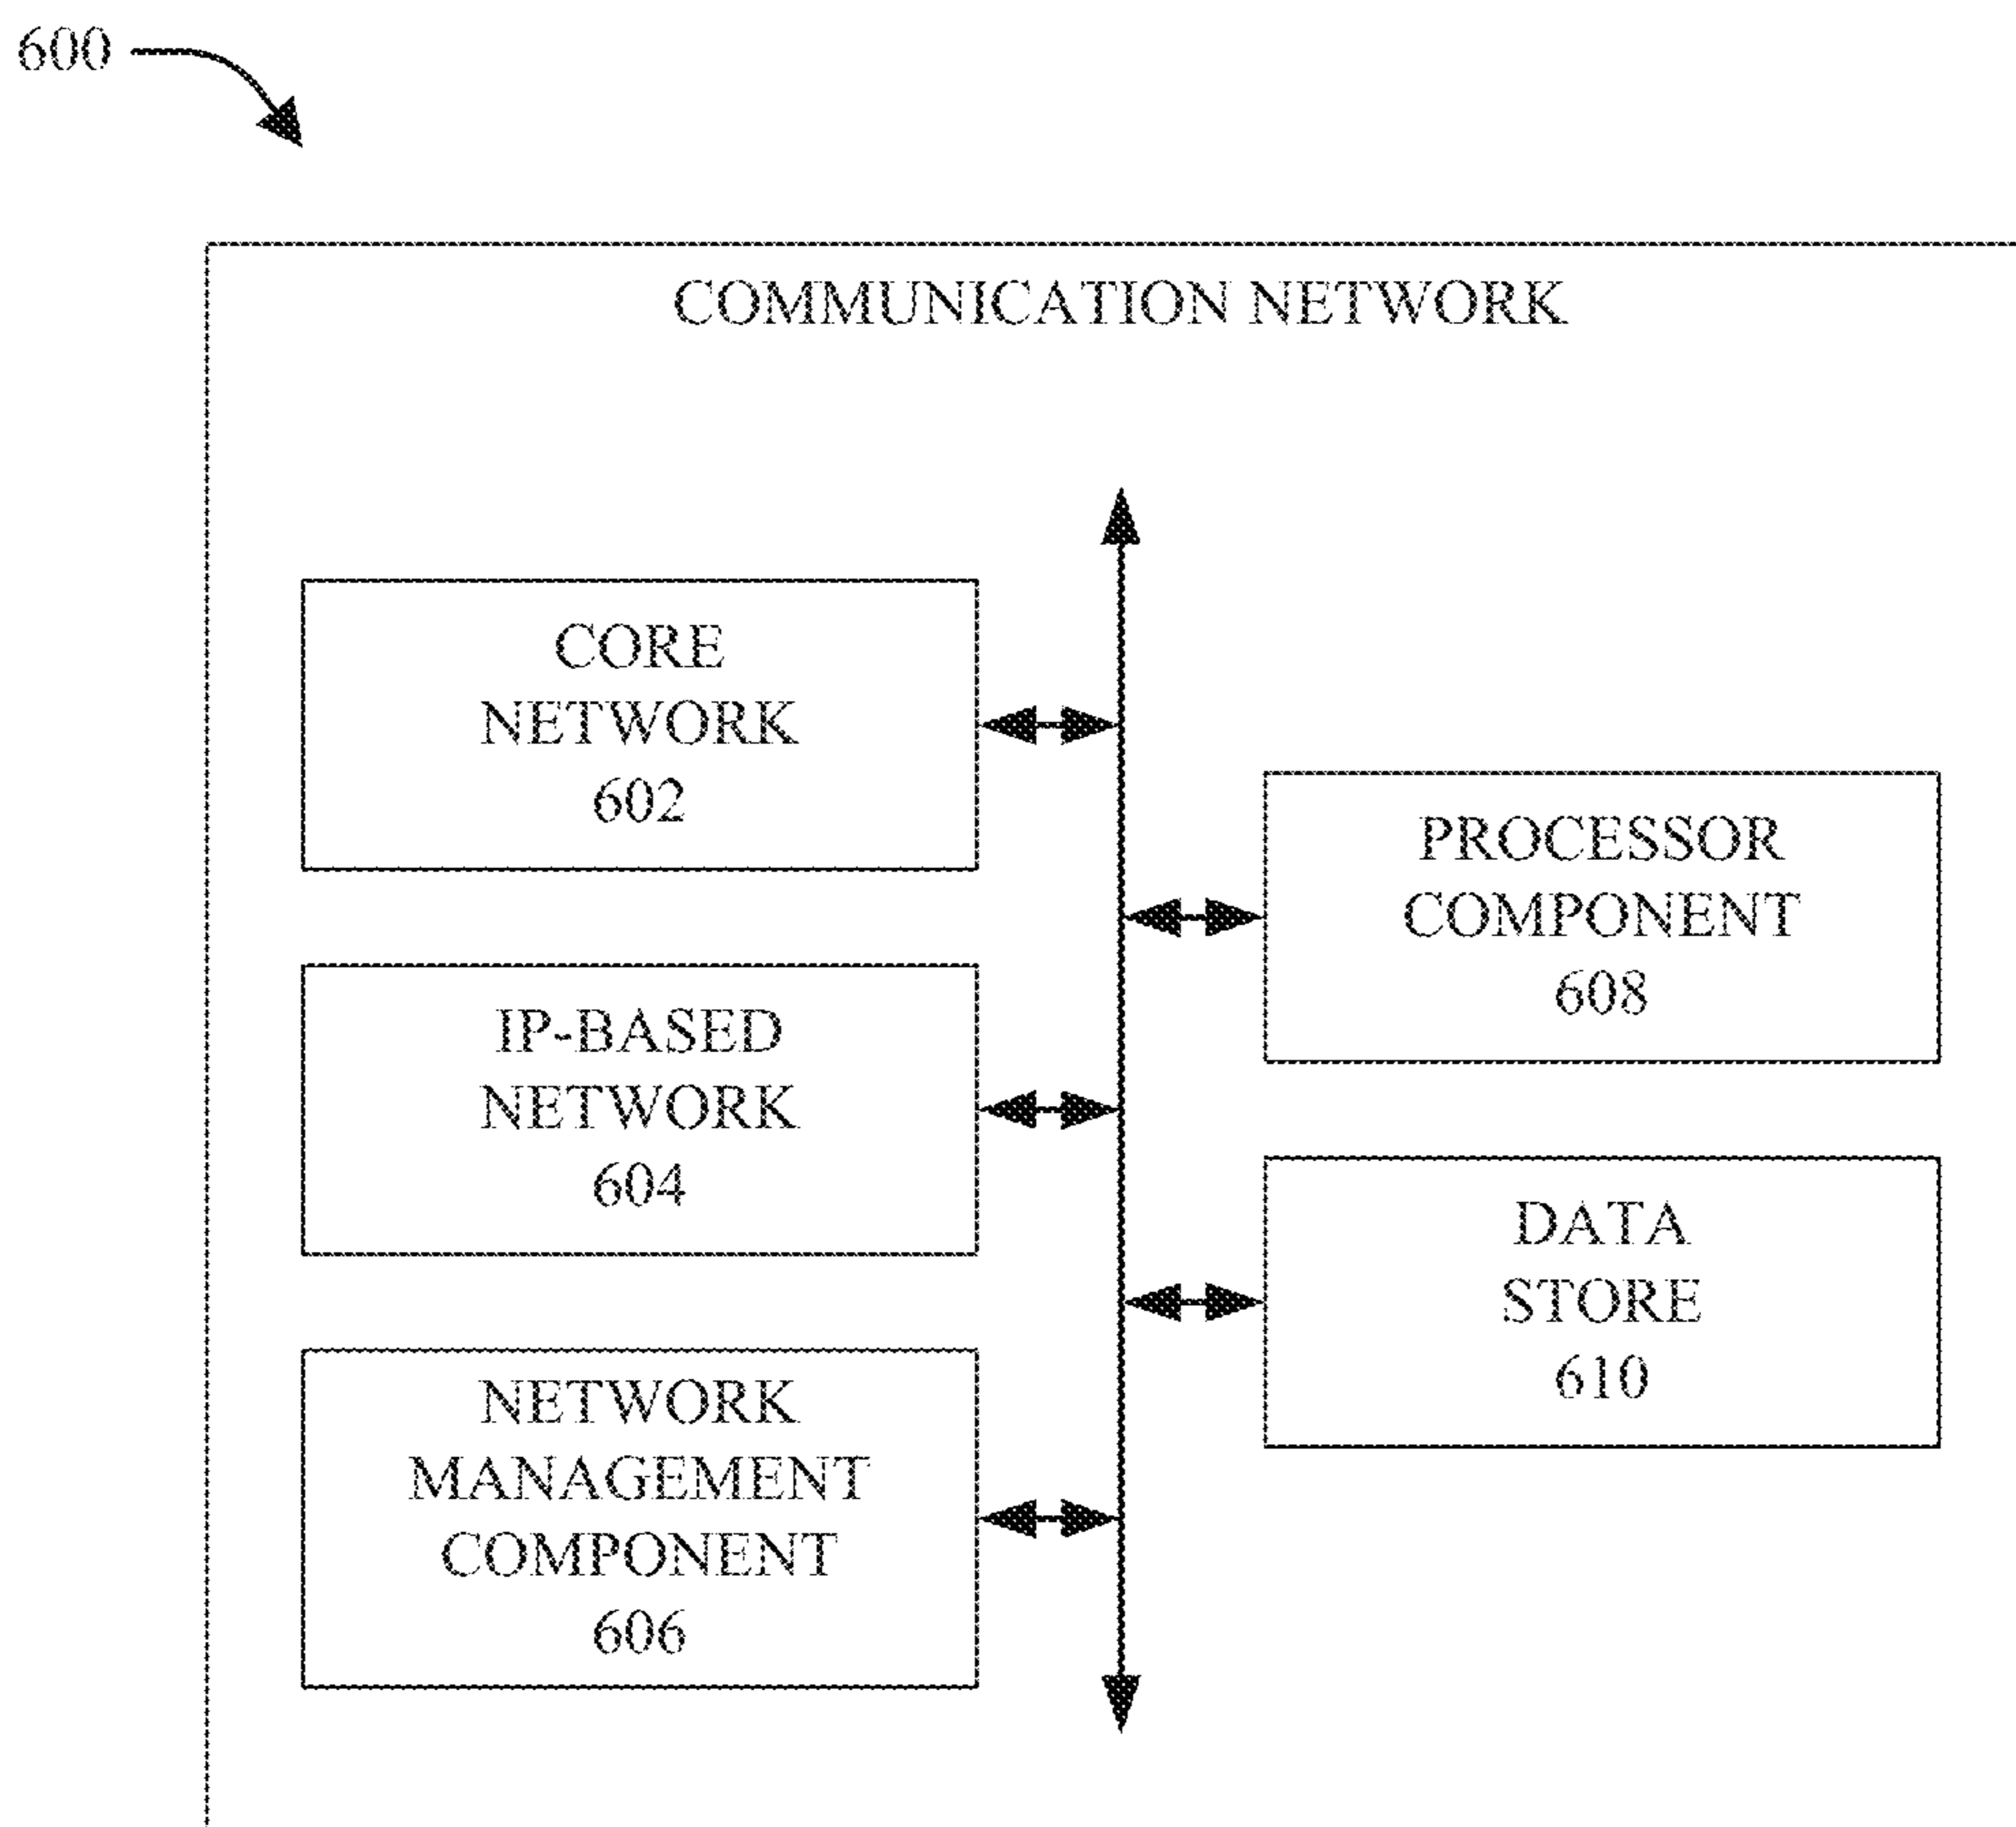 600
COMMUNICATION NETWORK
CORE
NETWORK
602
IP-BASED
NETWORK
604
NETWORK
MANAGEMENT
COMPONENT
606
PROCESSOR
COMPONENT
608
DATA
STORE
610